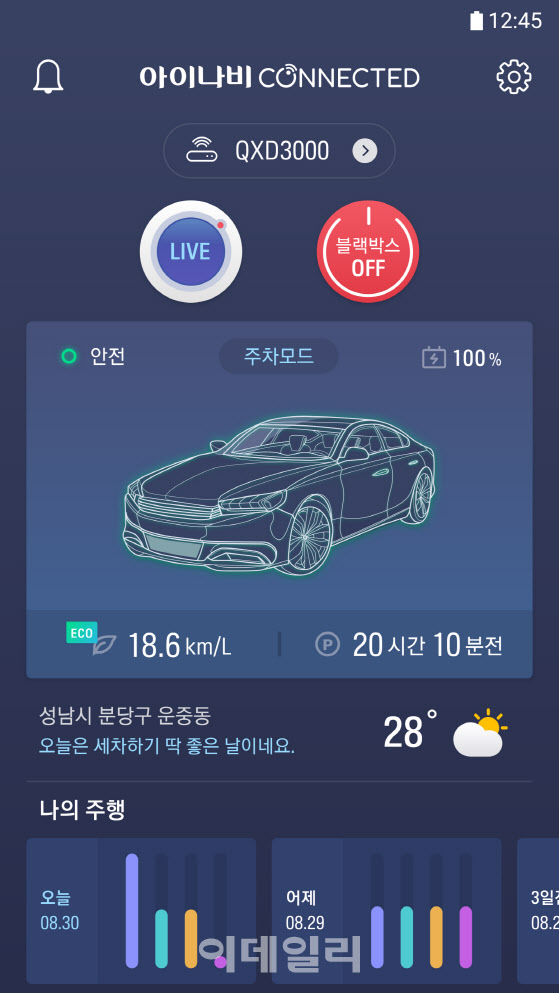 12:45
아이나비 CONNECTED
QXD3000
LIVE
블랙박스
OFF
안전
주차모드
100 %
ECO
18.6 km/L
P
20 시간 10 분전
성남시 분당구 운중동
28°
오늘은 세차하기 딱 좋은 날이네요.
나의 주행
오늘
08.30
어제
08.29
3일전
08.2
이데일리